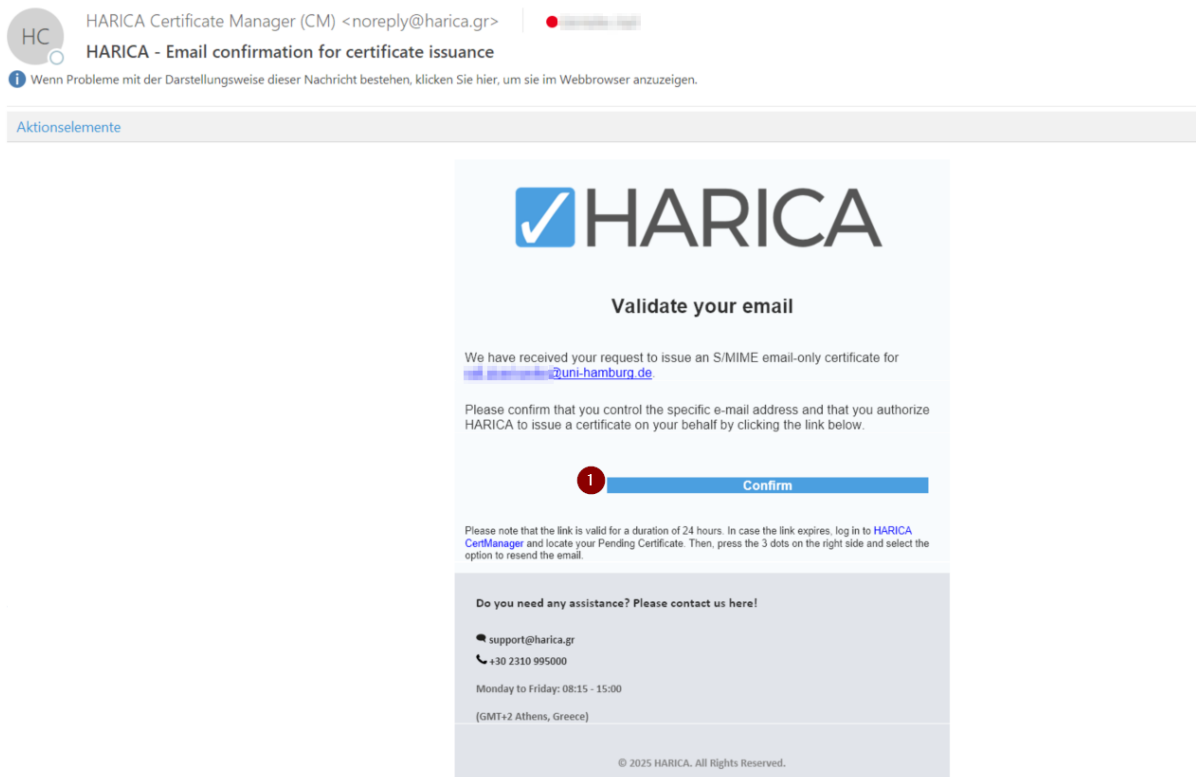 HC
HARICA Certificate Manager (CM) <noreply@harica.gr>
HARICA - Email confirmation for certificate issuance
i Wenn Probleme mit der Darstellungsweise dieser Nachricht bestehen, klicken Sie hier, um sie im Webbrowser anzuzeigen.
Aktionselemente
HARICA
Validate your email
We have received your request to issue an S/MIME email-only certificate for
@uni-hamburg.de.
Please confirm that you control the specific e-mail address and that you authorize
HARICA to issue a certificate on your behalf by clicking the link below.
1 Confirm
Please note that the link is valid for a duration of 24 hours. In case the link expires, log in to HARICA
CertManager and locate your Pending Certificate. Then, press the 3 dots on the right side and select the
option to resend the email.
Do you need any assistance? Please contact us here!
support@harica.gr
+30 2310 995000
Monday to Friday: 08:15 - 15:00
(GMT+2 Athens, Greece)
© 2025 HARICA. All Rights Reserved.